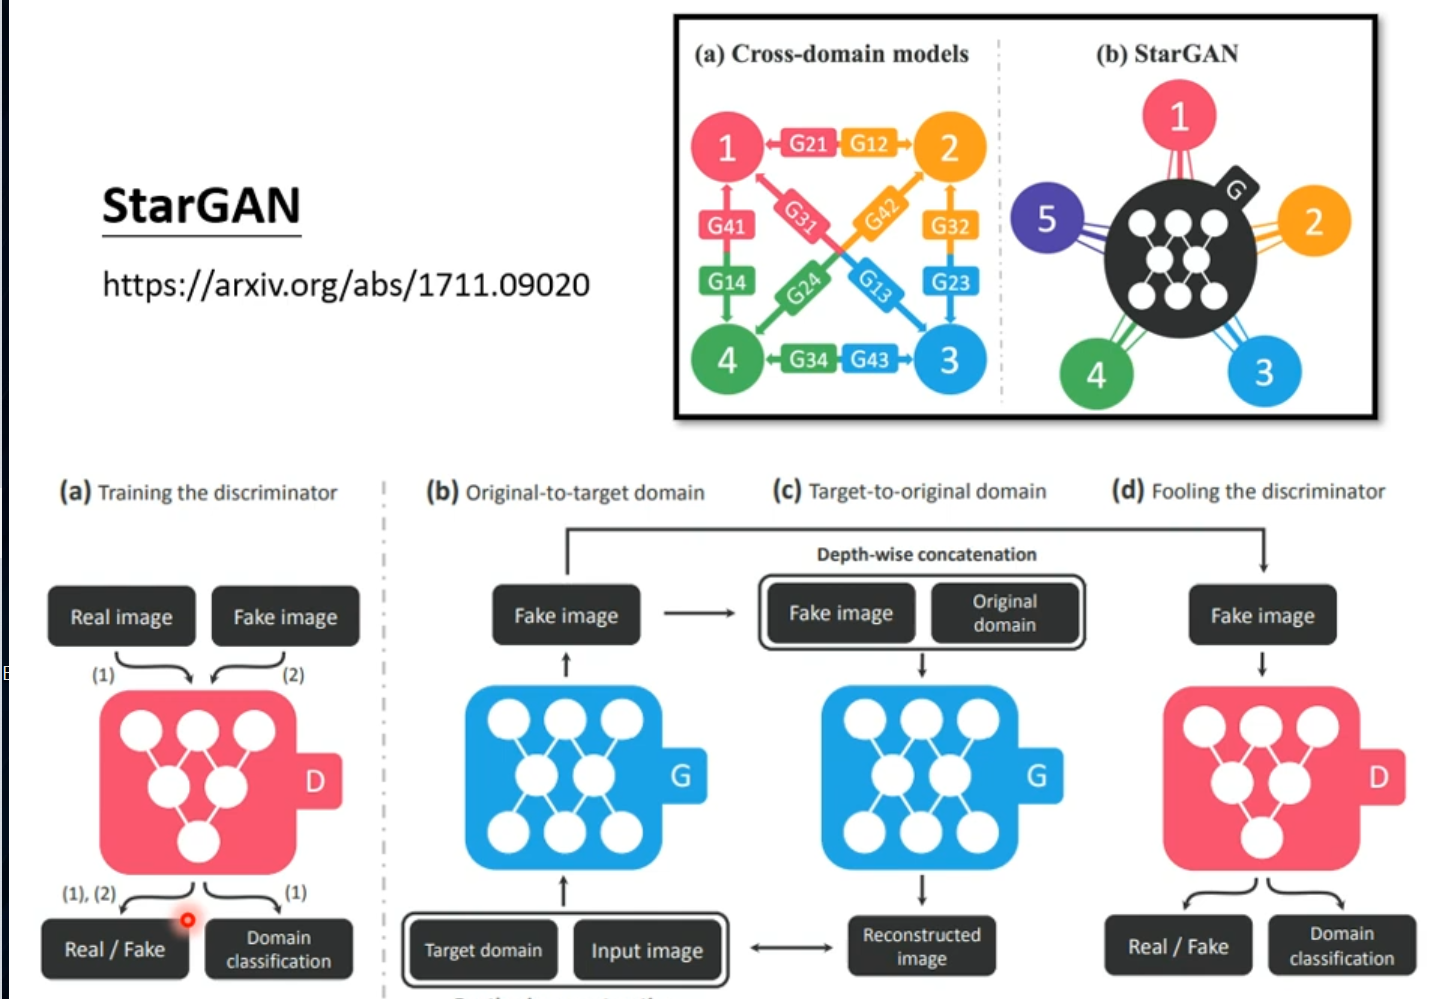 StarGAN
https://arxiv.org/abs/1711.09020
(a) Cross-domain models
1
G21
G12
2
G41
G31
G42
G32
G14
G24
G13
G23
4
G34
G43
3
(b) StarGAN
1
G
5
2
4
3
(a) Training the discriminator
Real image
Fake image
(1)
(2)
D
(1), (2)
(1)
Real / Fake
Domain
classification
(b) Original-to-target domain
Fake image
G
Target domain
Input image
(c) Target-to-original domain
Depth-wise concatenation
Fake image
Original
domain
G
Reconstructed
image
(d) Fooling the discriminator
Fake image
D
Real / Fake
Domain
classification